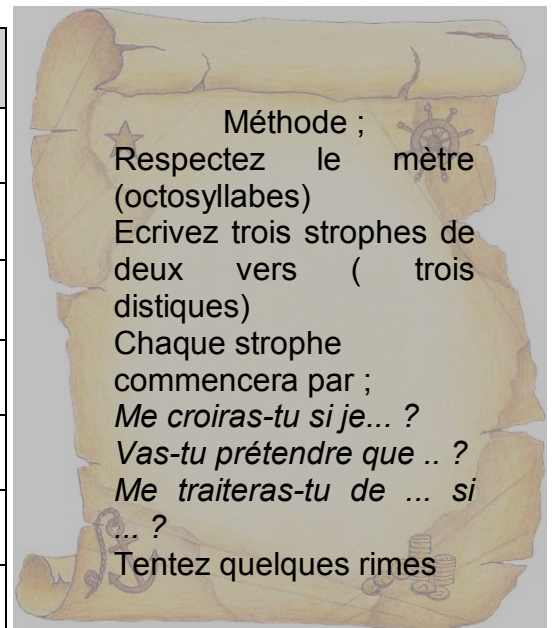 Méthode ;
Respectez le mètre
(octosyllabes)
Ecrivez trois strophes de
deux vers ( trois
distiques)
Chaque strophe
commencera par ;
Me croiras-tu si je... ?
Vas-tu prétendre que .. ?
Me traiteras-tu de ... si
... ?
Tentez quelques rimes